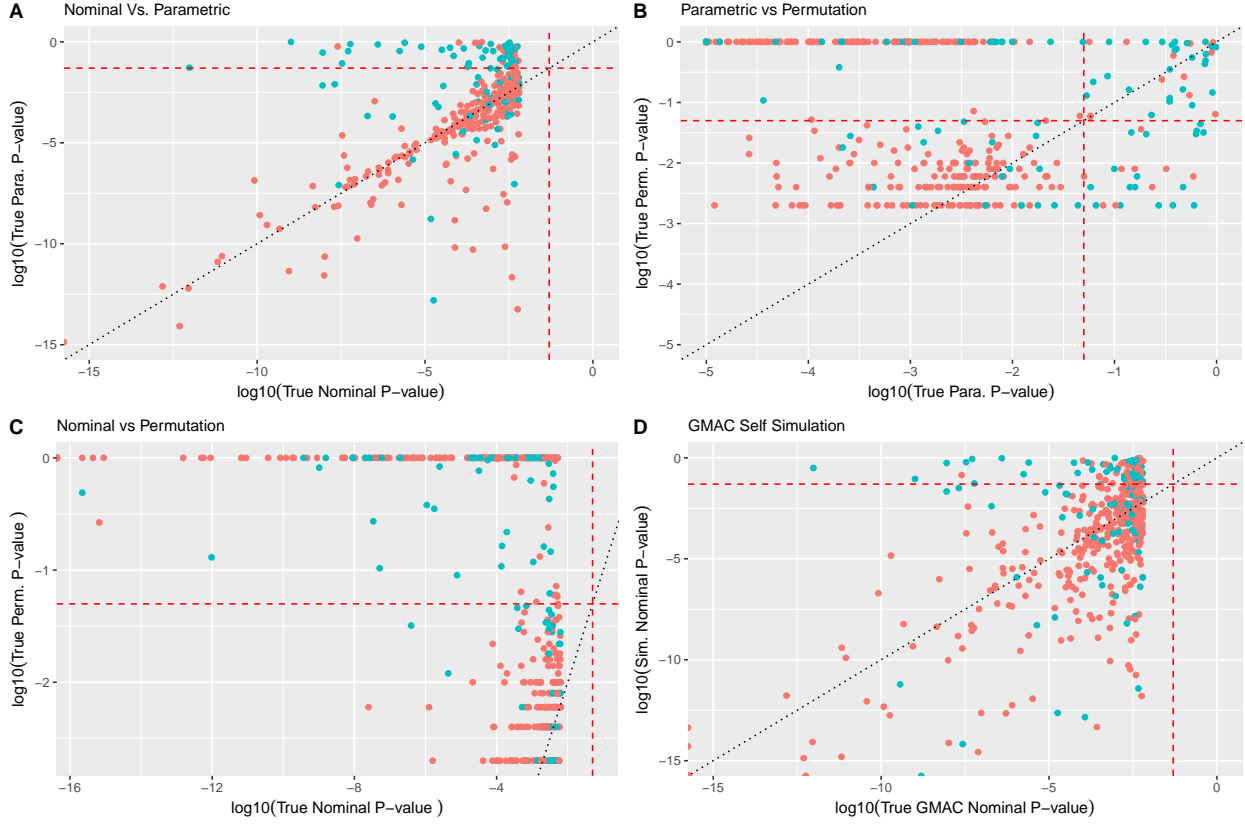 A
Nominal Vs. Parametric
0
−5
−10
−15
log10(True Para. P−value)
−15
−10
−5
0
log10(True Nominal P−value)
B
Parametric vs Permutation
0
−1
−2
−3
−4
−5
log10(True Perm. P−value)
−5
−4
−3
−2
−1
0
log10(True Para. P−value)
C
Nominal vs Permutation
0
−1
−2
log10(True Perm. P−value )
−16
−12
−8
−4
log10(True Nominal P−value )
D
GMAC Self Simulation
0
−5
−10
−15
log10(Sim. Nominal P−value)
−15
−10
−5
0
log10(True GMAC Nominal P−value)